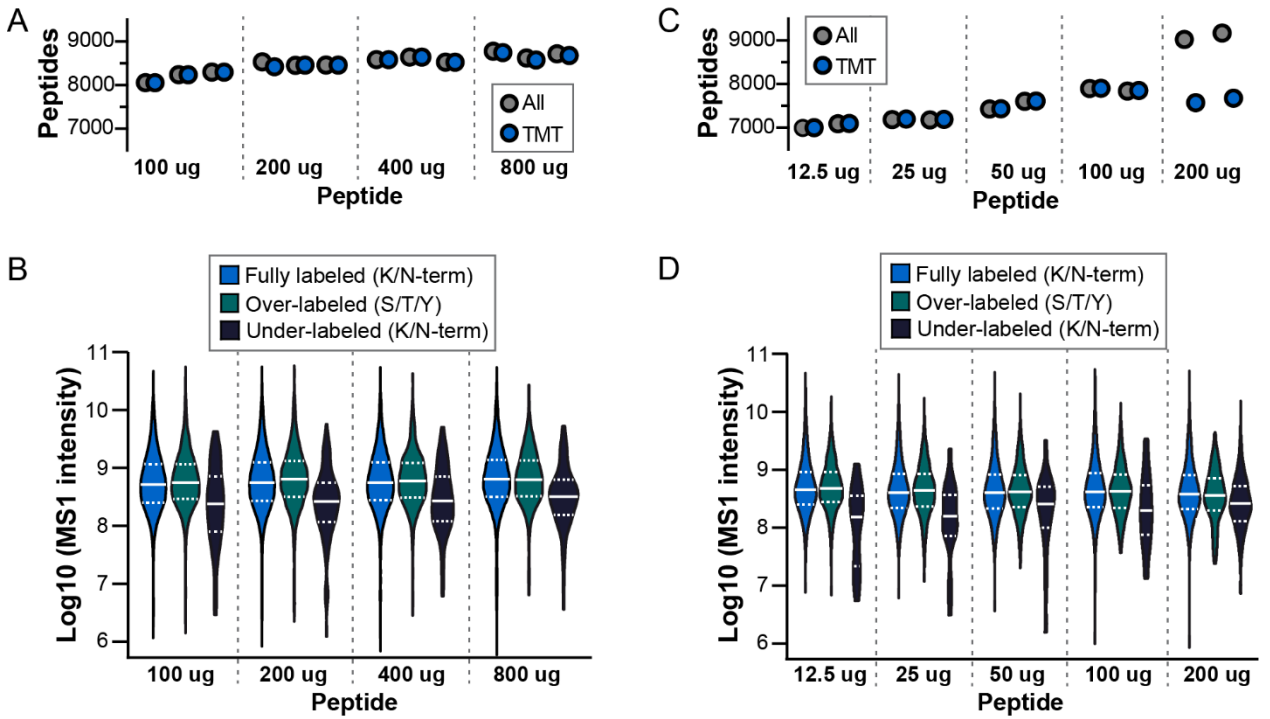 A
Peptides
9000
8000
7000
All
TMT
100 ug
200 ug
400 ug
800 ug
Peptide
C
Peptides
9000
8000
7000
All
TMT
12.5 ug
25 ug
50 ug
100 ug
200 ug
Peptide
B
Fully labeled (K/N-term)
Over-labeled (S/T/Y)
Under-labeled (K/N-term)
Log10 (MS1 intensity)
11
10
9
8
7
6
100 ug
200 ug
400 ug
800 ug
Peptide
D
Fully labeled (K/N-term)
Over-labeled (S/T/Y)
Under-labeled (K/N-term)
Log10 (MS1 intensity)
11
10
9
8
7
6
12.5 ug
25 ug
50 ug
100 ug
200 ug
Peptide